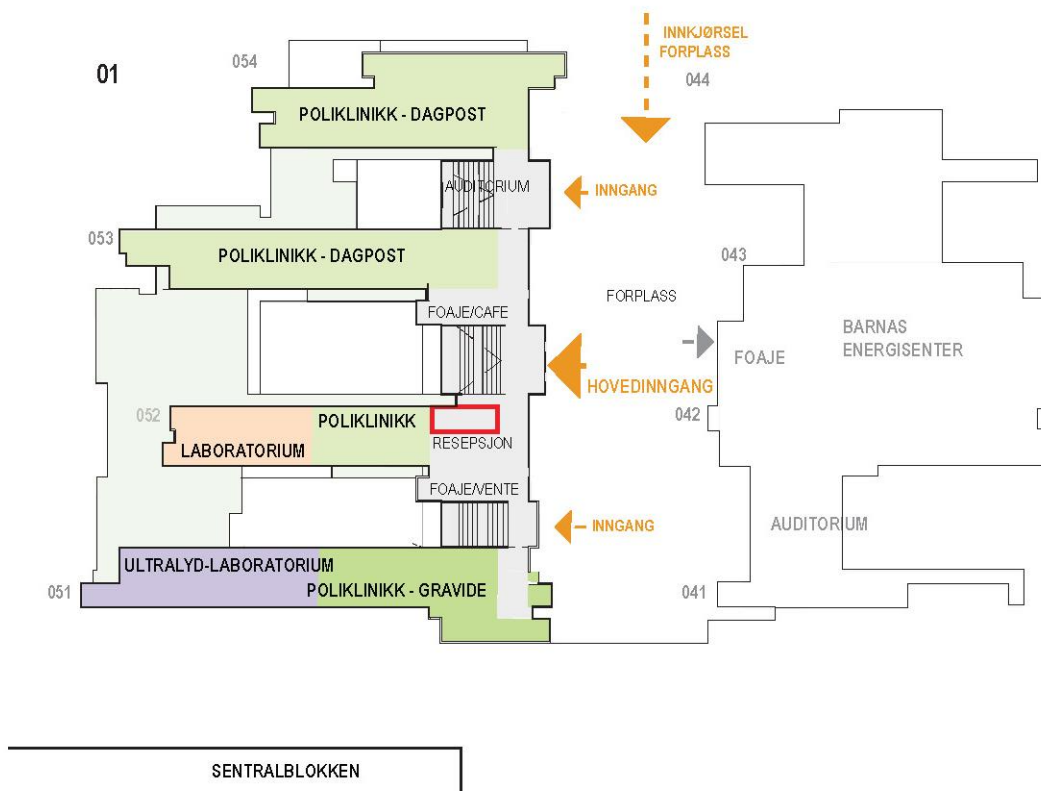 01
054
INNKJØRSEL
FORPLASS
044
POLIKLINIKK - DAGPOST
AUDITORIUM
INNGANG
053
POLIKLINIKK - DAGPOST
043
FORPLASS
FOAJE/CAFE
FOAJE
BARNAS
ENERGISENTER
HOVEDINNGANG
052
POLIKLINIKK
042
LABORATORIUM
RESEPSJON
FOAJE/VENTE
INNGANG
AUDITORIUM
ULTRALYD-LABORATORIUM
051
POLIKLINIKK - GRAVIDE
041
SENTRALBLOKKEN